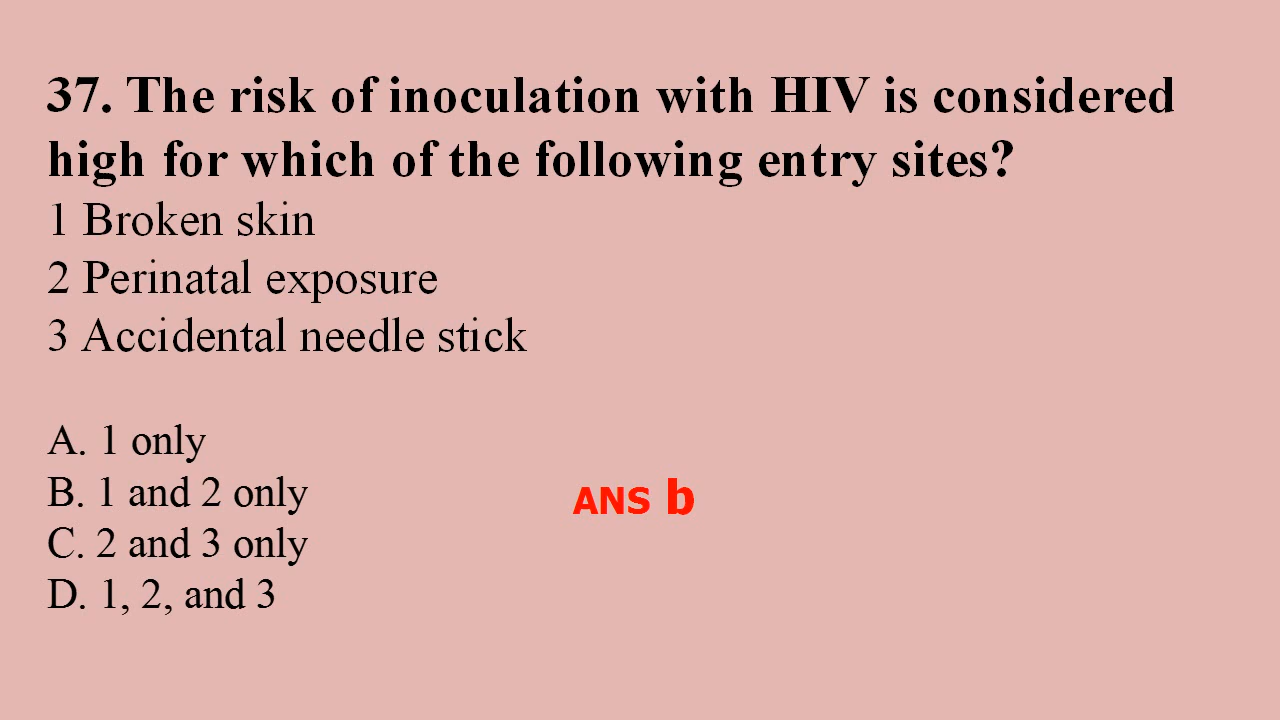 37. The risk of inoculation with HIV is considered
high for which of the following entry sites?
1 Broken skin
2 Perinatal exposure
3 Accidental needle stick
A. 1 only
B. 1 and 2 only
ANS b
C. 2 and 3 only
D. 1, 2, and 3